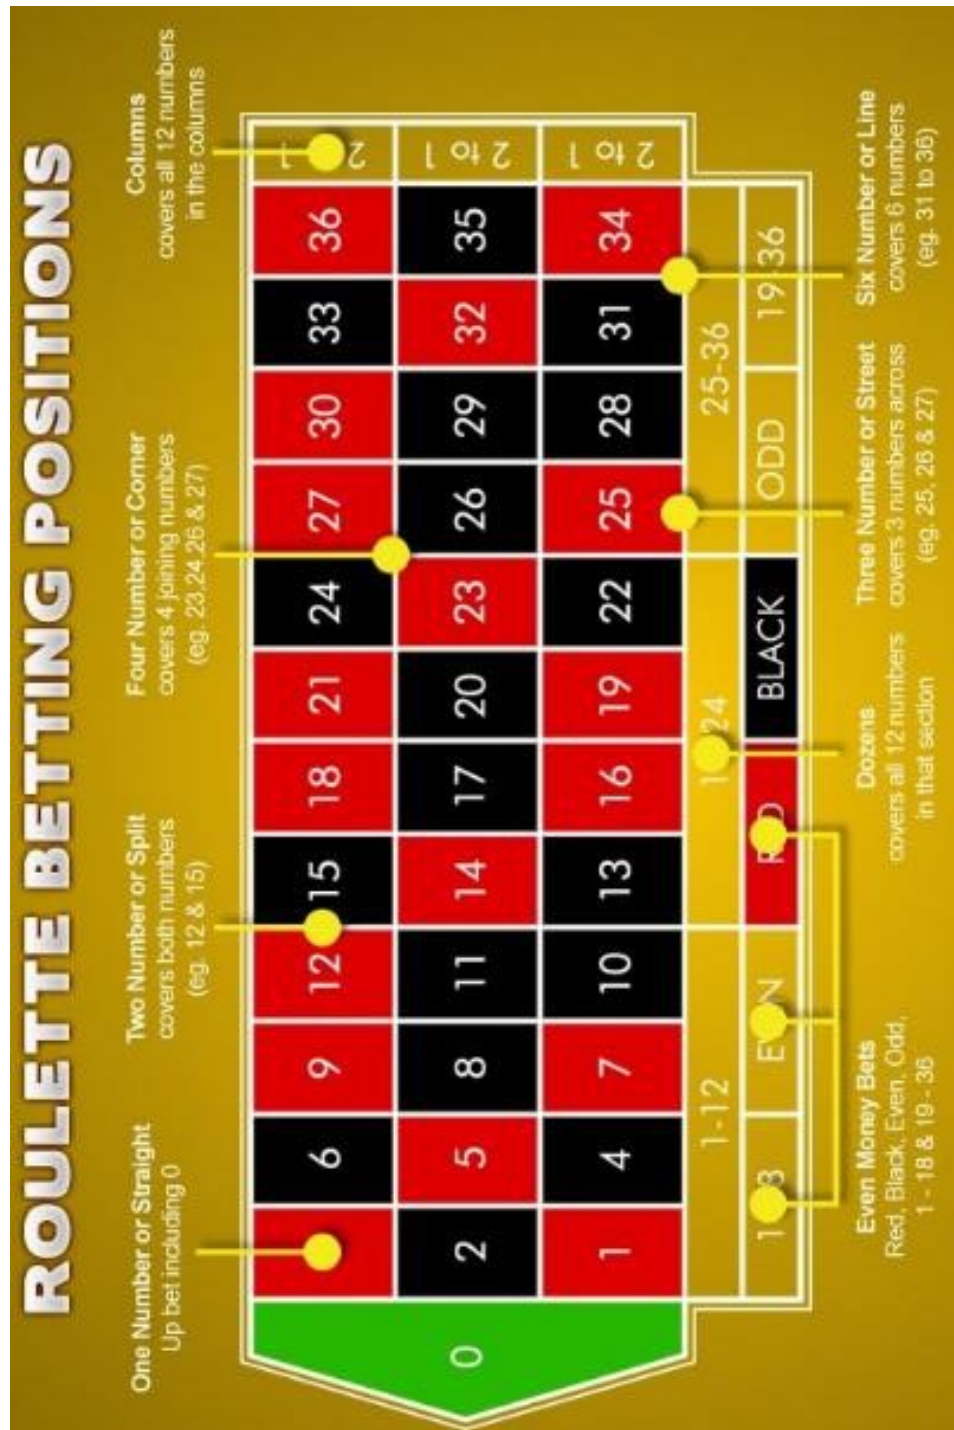 ROULETTE BETTING POSITIONS
One Number or Straight
Up bet including 0
Two Number or Split
covers both numbers
(eg. 12 & 15)
Four Number or Corner
covers 4 joining numbers
(eg. 23,24,26 & 27)
Columns
covers all 12 numbers
in the columns
6 9 12 15 18 21 24 27 30 33 36
0 2 5 8 11 14 17 20 23 26 29 32 35 2 to 1
1 4 7 10 13 16 19 22 25 28 31 34 2 to 1
1-12 25-36
EVEN RED BLACK ODD 19-36
Even Money Bets
Red, Black, Even, Odd,
1 - 18 & 19 - 36
Dozens
covers all 12 numbers
in that section
Three Number or Street
covers 3 numbers across
(eg. 25, 26 & 27)
Six Number or Line
covers 6 numbers
(eg. 31 to 36)